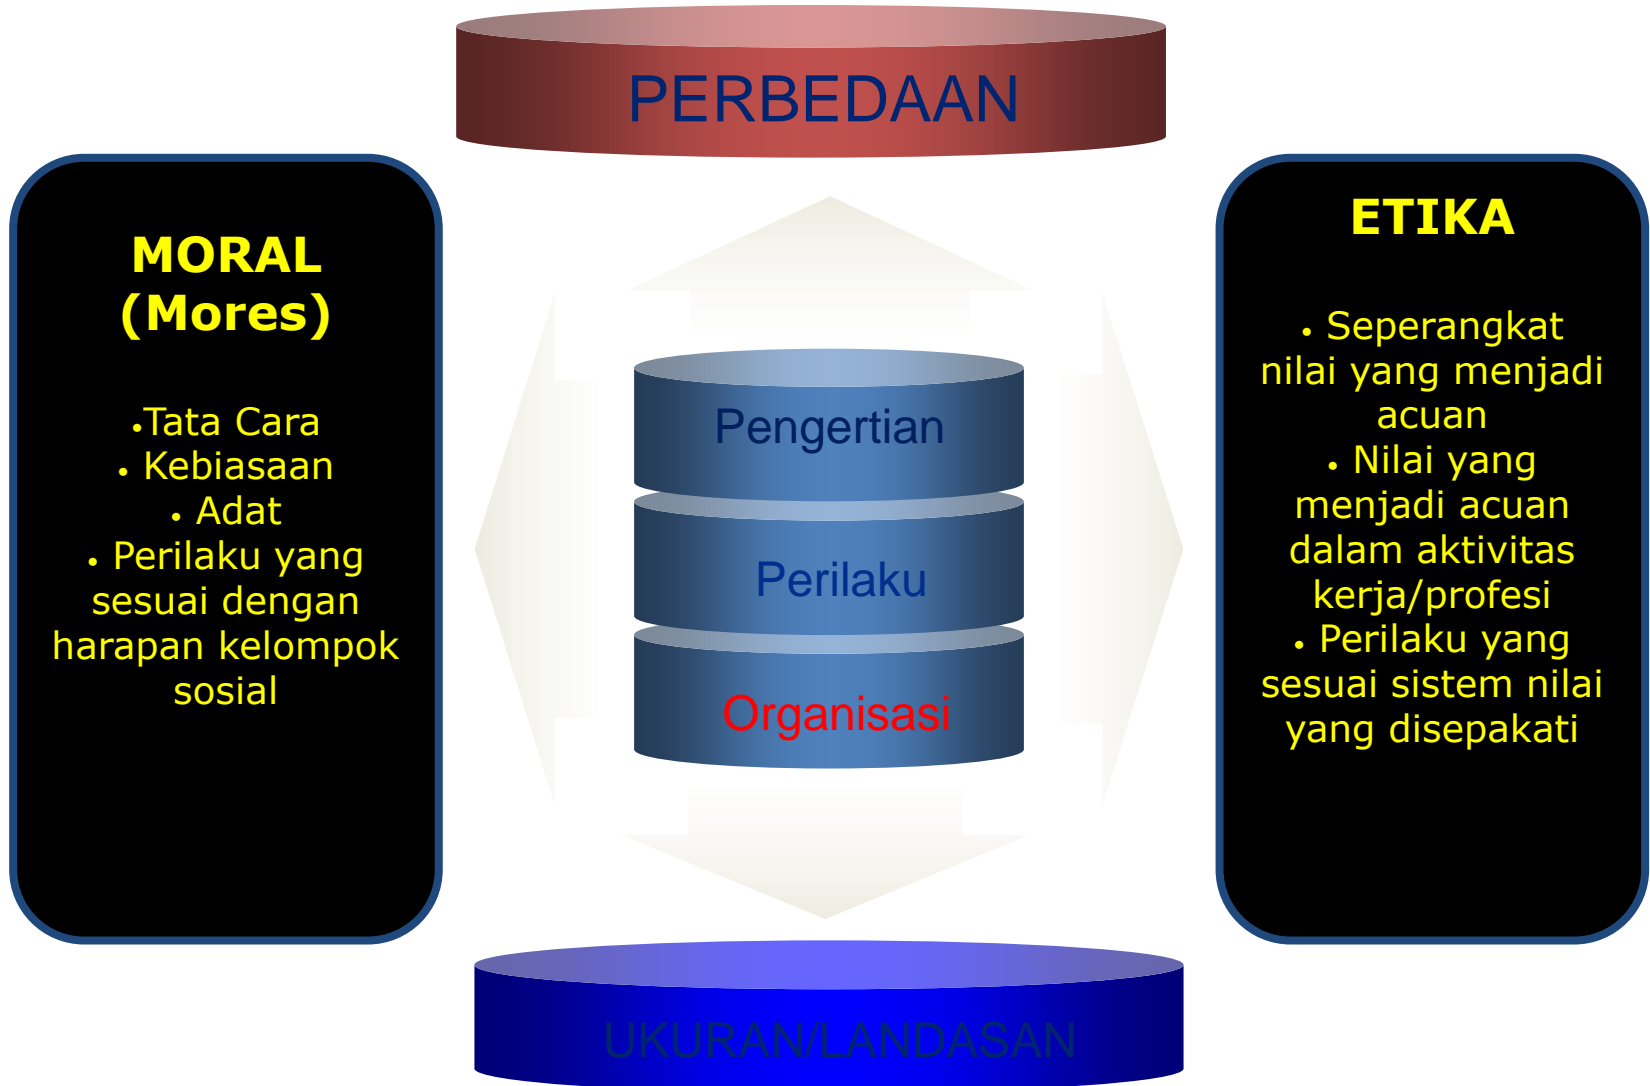 PERBEDAAN
MORAL
(Mores)
•Tata Cara
• Kebiasaan
• Adat
• Perilaku yang
sesuai dengan
harapan kelompok
sosial
Pengertian
Perilaku
Organisasi
ETIKA
• Seperangkat
nilai yang menjadi
acuan
• Nilai yang
menjadi acuan
dalam aktivitas
kerja/profesi
• Perilaku yang
sesuai sistem nilai
yang disepakati
UKURAN/LANDASAN